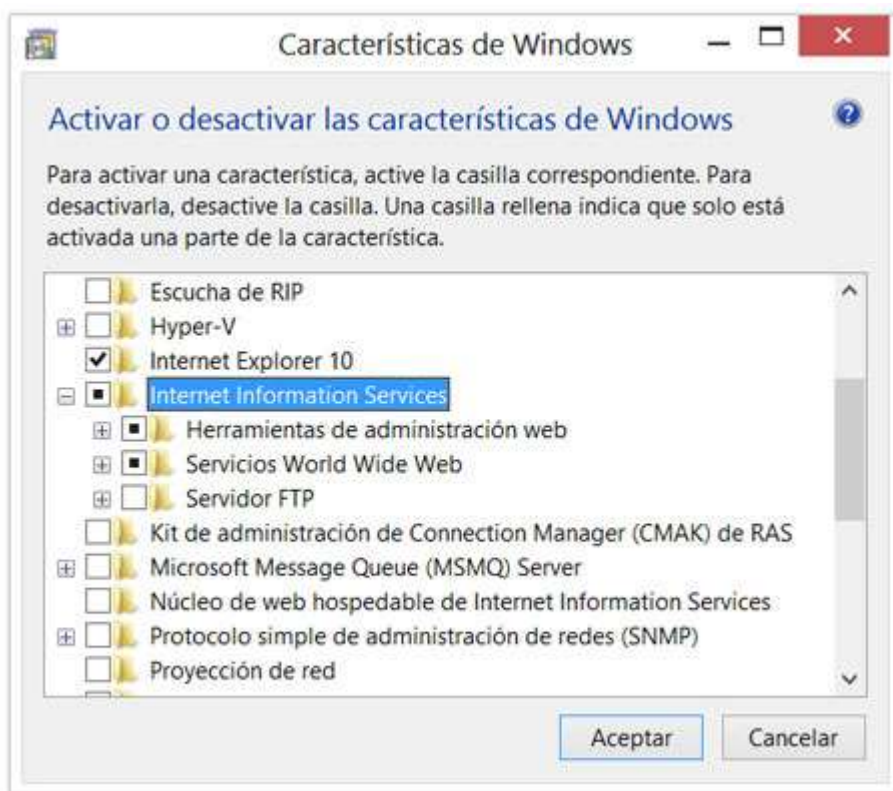 Características de Windows
Activar o desactivar las características de Windows
Para activar una característica, active la casilla correspondiente. Para
desactivarla, desactive la casilla. Una casilla rellena indica que solo está
activada una parte de la característica.
Escucha de RIP
Hyper-V
Internet Explorer 10
Internet Information Services
Herramientas de administración web
Servicios World Wide Web
Servidor FTP
Kit de administración de Connection Manager (CMAK) de RAS
Microsoft Message Queue (MSMQ) Server
Núcleo de web hospedable de Internet Information Services
Protocolo simple de administración de redes (SNMP)
Proyección de red
Aceptar Cancelar